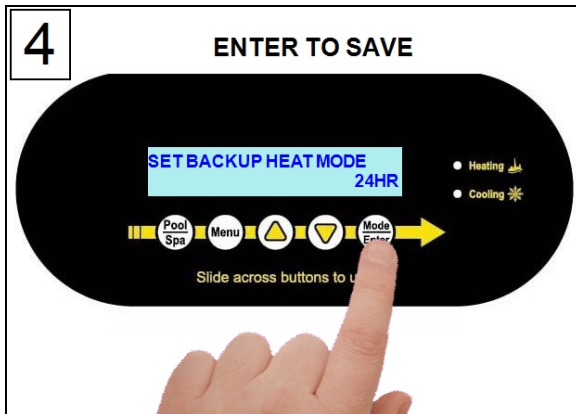 4
ENTER TO SAVE
SET BACKUP HEAT MODE
24HR
Heating
Cooling
Pool
Spa
Menu
Mode
Enter
Slide across buttons to